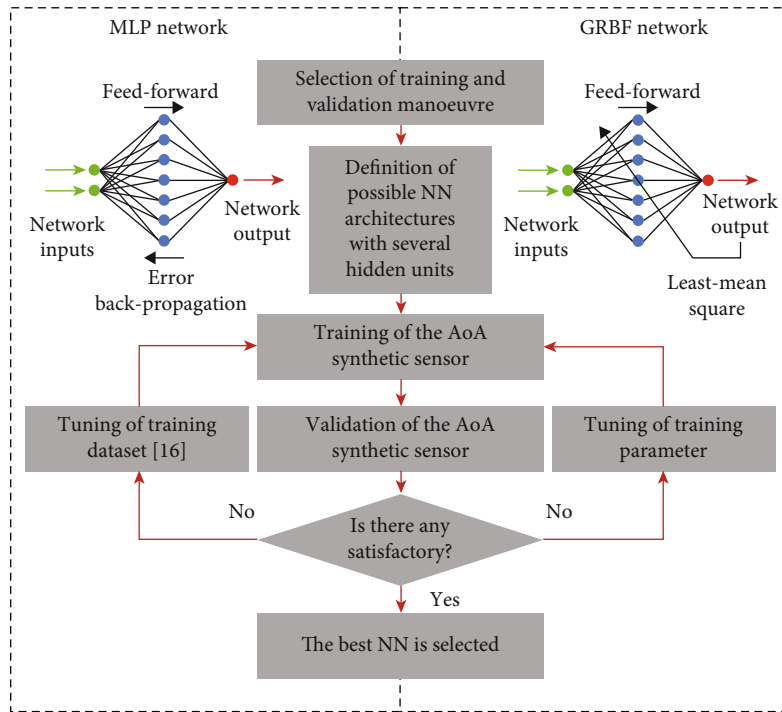 MLP network
GRBF network
Selection of training and
validation manoeuvre
Feed-forward
Network
inputs
Network
output
Error
back-propagation
Definition of
possible NN
architectures
with several
hidden units
Feed-forward
Network
inputs
Network
output
Least-mean
square
Training of the AoA
synthetic sensor
Tuning of training
dataset [16]
Validation of the AoA
synthetic sensor
Tuning of training
parameter
No
Is there any
satisfactory?
No
Yes
The best NN is selected